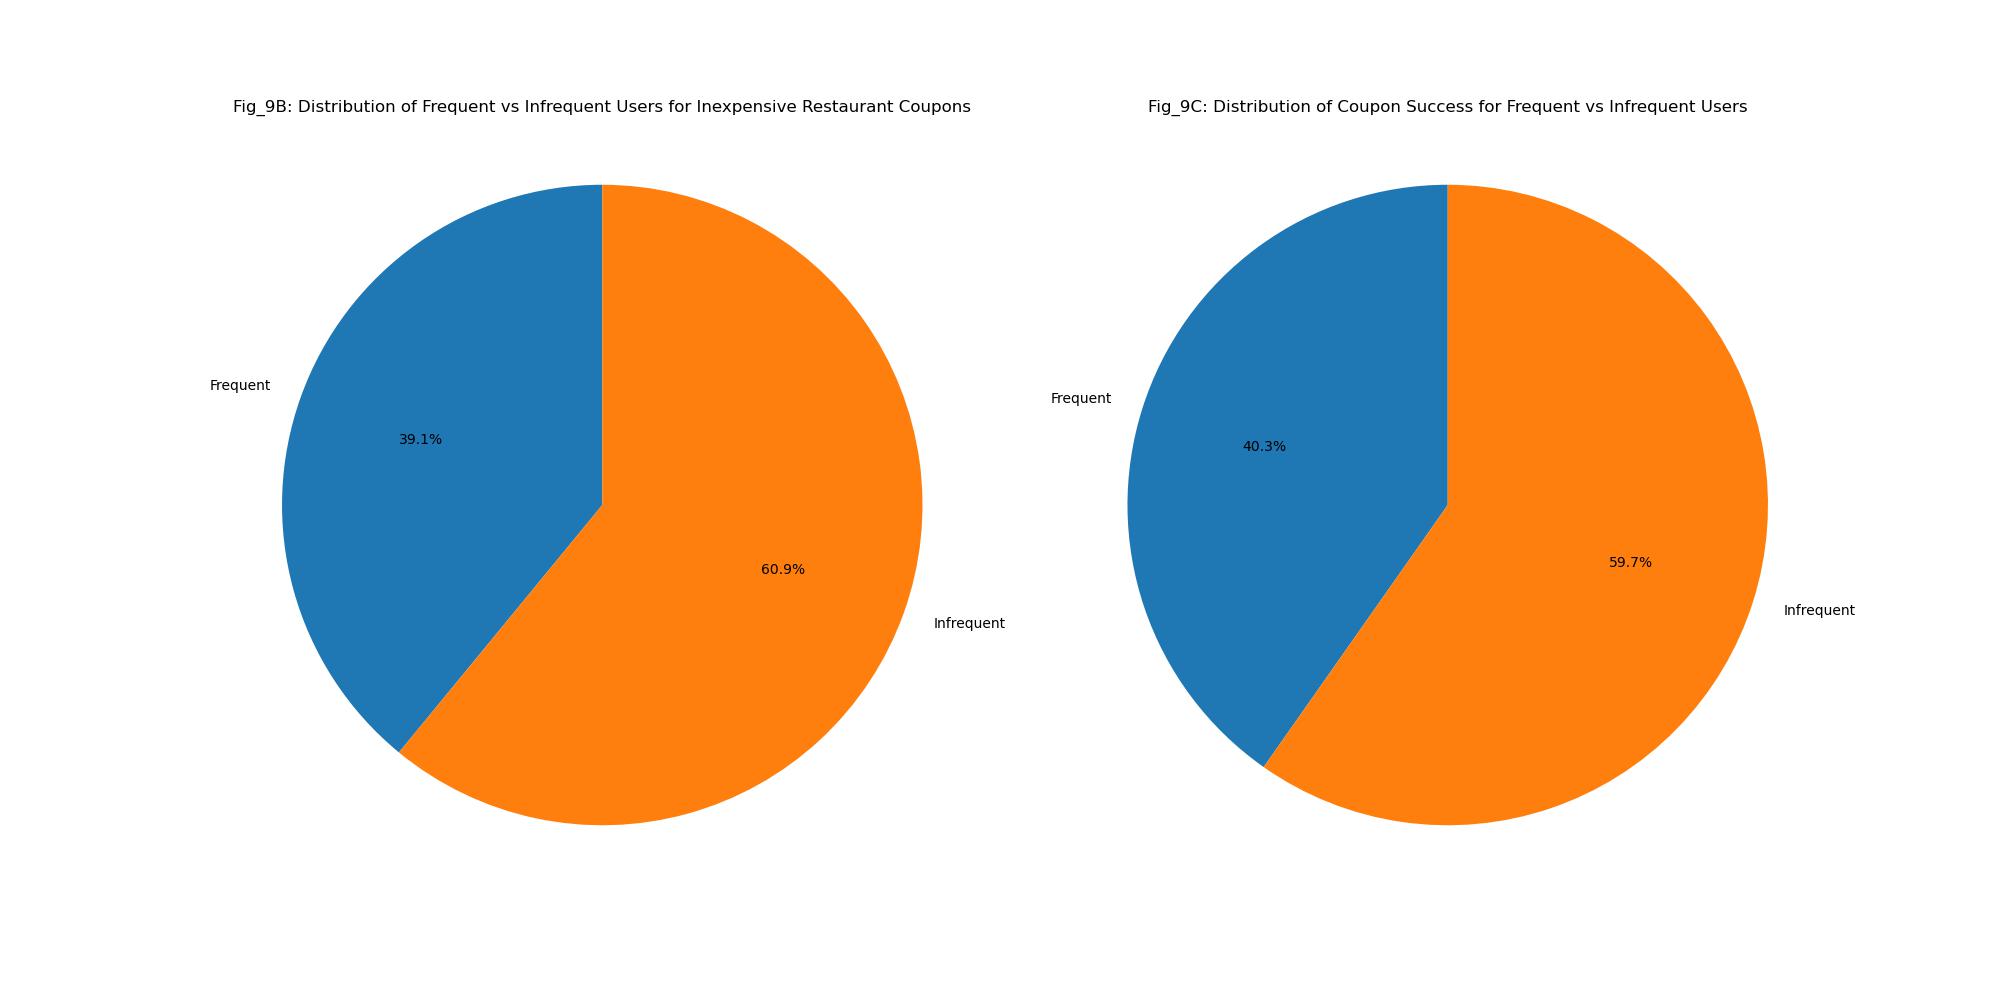 Fig_9B: Distribution of Frequent vs Infrequent Users for Inexpensive Restaurant Coupons
Frequent
39.1%
60.9%
Infrequent
Fig_9C: Distribution of Coupon Success for Frequent vs Infrequent Users
Frequent
40.3%
59.7%
Infrequent